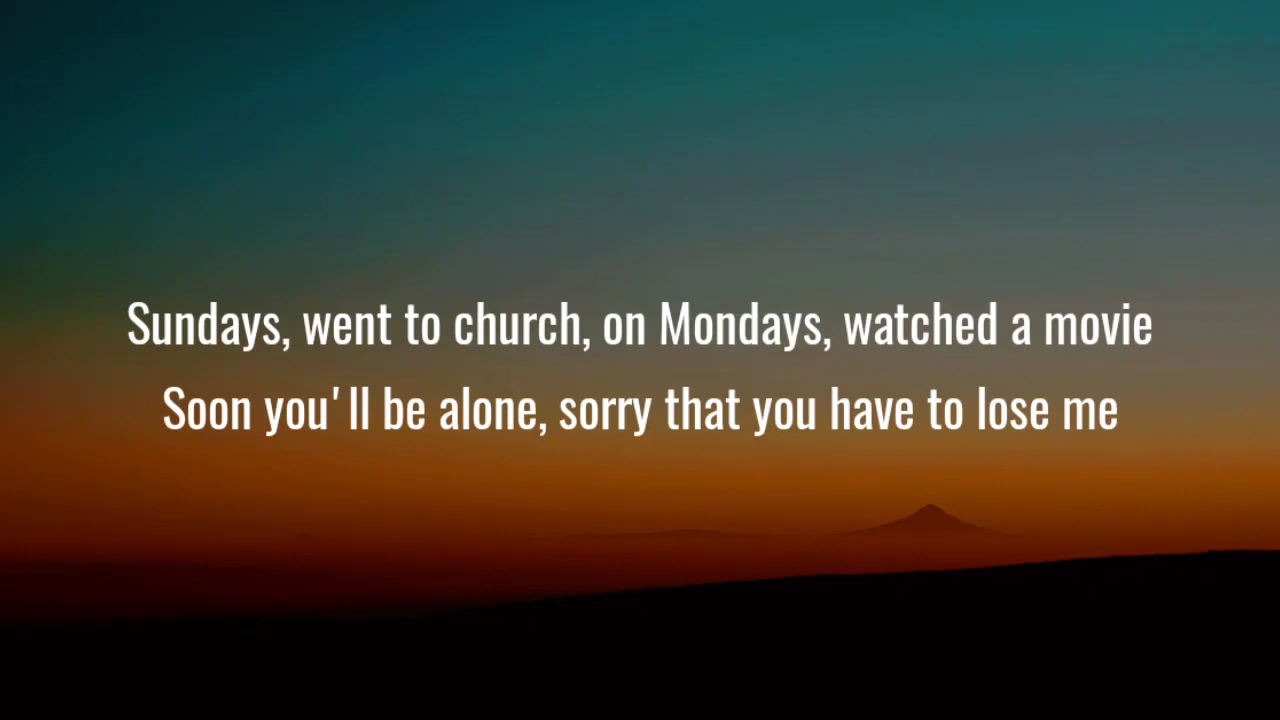 Sundays, went to church, on Mondays, watched a movie
Soon you'll be alone, sorry that you have to lose me